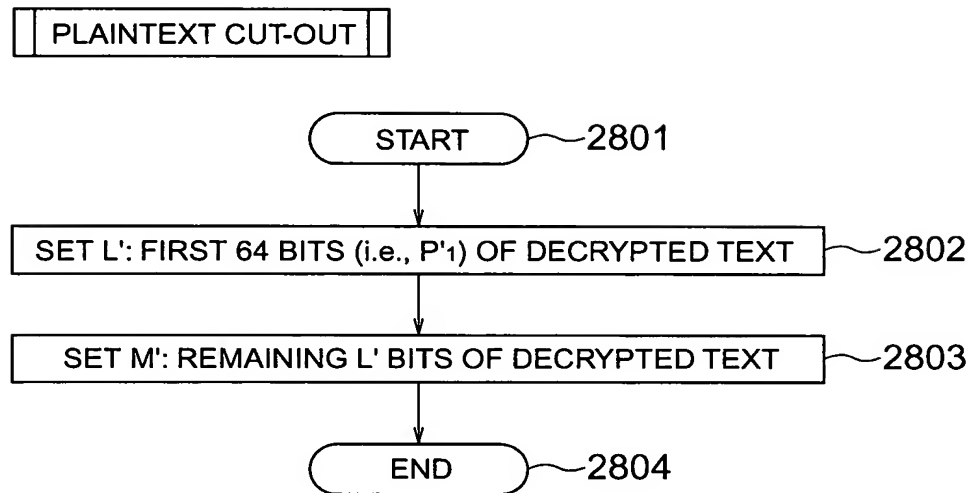 PLAINTEXT CUT-OUT
START 2801
SET L': FIRST 64 BITS (i.e., P'1) OF DECRYPTED TEXT 2802
SET M': REMAINING L' BITS OF DECRYPTED TEXT 2803
END 2804